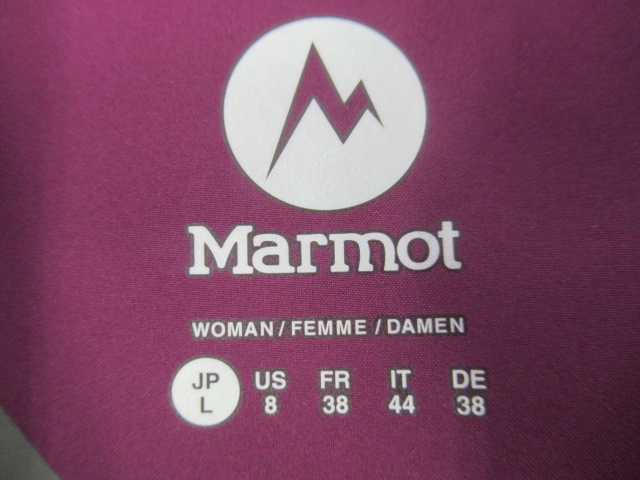 Marmot
WOMAN / FEMME / DAMEN
JP US FR IT DE
L 8 38 44 38